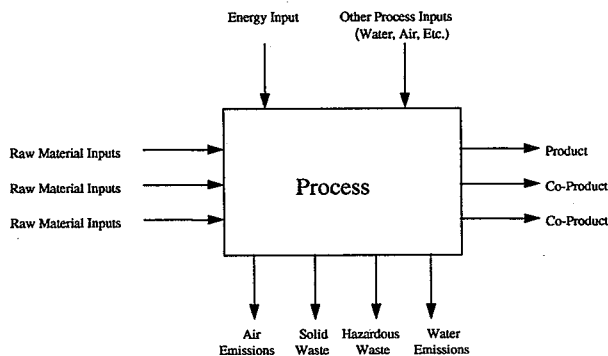 Energy Input
Other Process Inputs
(Water, Air, Etc.)
Raw Material Inputs
Raw Material Inputs
Raw Material Inputs
Process
Product
Co-Product
Co-Product
Air
Emissions
Solid
Waste
Hazardous
Waste
Water
Emissions